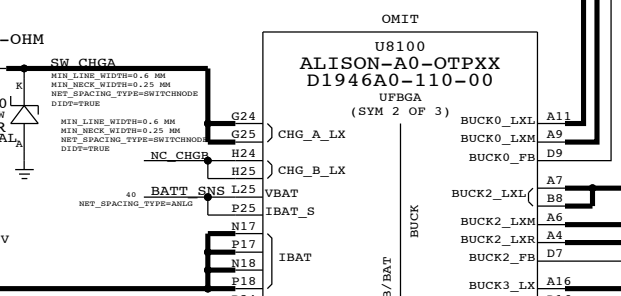 OMIT
-OHM
SW_CHGA
U8100
MIN_LINE_WIDTH=0.6 MM
ALISON-A0-OTPXX
K
MIN_NECK_WIDTH=0.25 MM
D1946A0-110-00
NET_SPACING_TYPE=SWITCHNODE
UFBGA
DIDT=TRUE
(SYM 2 OF 3)
MIN_LINE_WIDTH=0.6 MM
G24
BUCK0_LXL
A11
MIN_NECK_WIDTH=0.25 MM
CHG_A_LX
NET_SPACING_TYPE=SWITCHNODE
G25
BUCK0_LXM
A9
A
DIDT=TRUE
NC_CHGB
H24
BUCK0_FB
D9
CHG_B_LX
H25
A7
40
BATT_SNS
L25
VBAT
BUCK2_LXL
NET_SPACING_TYPE=ANLG
B8
P25
IBAT_S
BUCK
BUCK2_LXM
A6
N17
V
BUCK2_LXR
A4
P17
IBAT
BUCK2_FB
D7
N18
B/BAT
P18
BUCK3_LX
A16